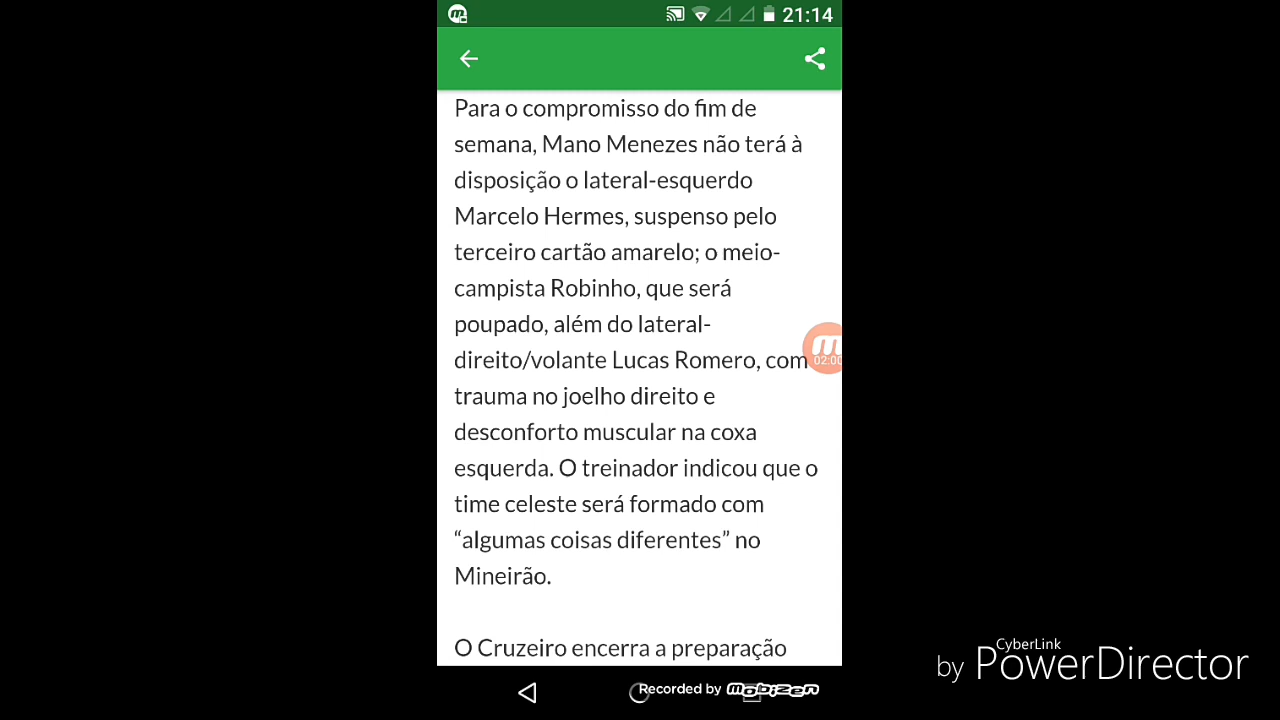 21:14
Para o compromisso do fim de
semana, Mano Menezes não terá à
disposição o lateral-esquerdo
Marcelo Hermes, suspenso pelo
terceiro cartão amarelo; o meio-
campista Robinho, que será
poupado, além do lateral-
direito/volante Lucas Romero, com
02:00
trauma no joelho direito e
desconforto muscular na coxa
esquerda. O treinador indicou que o
time celeste será formado com
“algumas coisas diferentes” no
Mineirão.
O Cruzeiro encerra a preparação
Recorded by mobizen
CyberLink
by PowerDirector